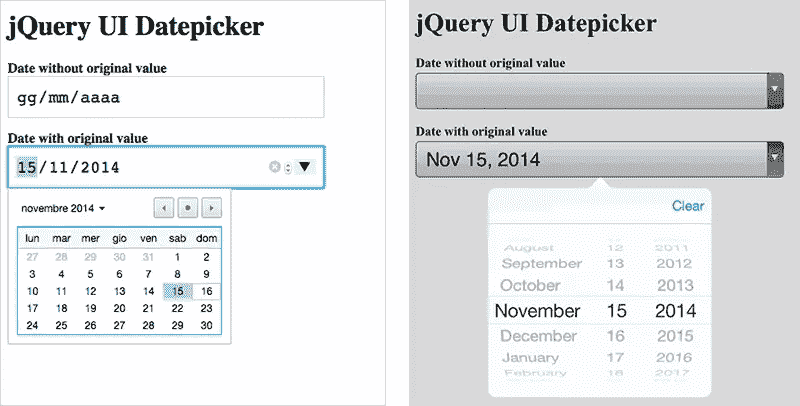 jQuery UI Datepicker
Date without original value
gg/mm/aaaa
Date with original value
15/11/2014
novembre 2014
lun mar mer gio ven sab dom
27 28 29 30 31 1 2
3 4 5 6 7 8 9
10 11 12 13 14 15 16
17 18 19 20 21 22 23
24 25 26 27 28 29 30
jQuery UI Datepicker
Date without original value
Date with original value
Nov 15, 2014
Clear
August 12 2011
September 13 2012
October 14 2013
November 15 2014
December 16 2015
January 17 2016
February 18 2017